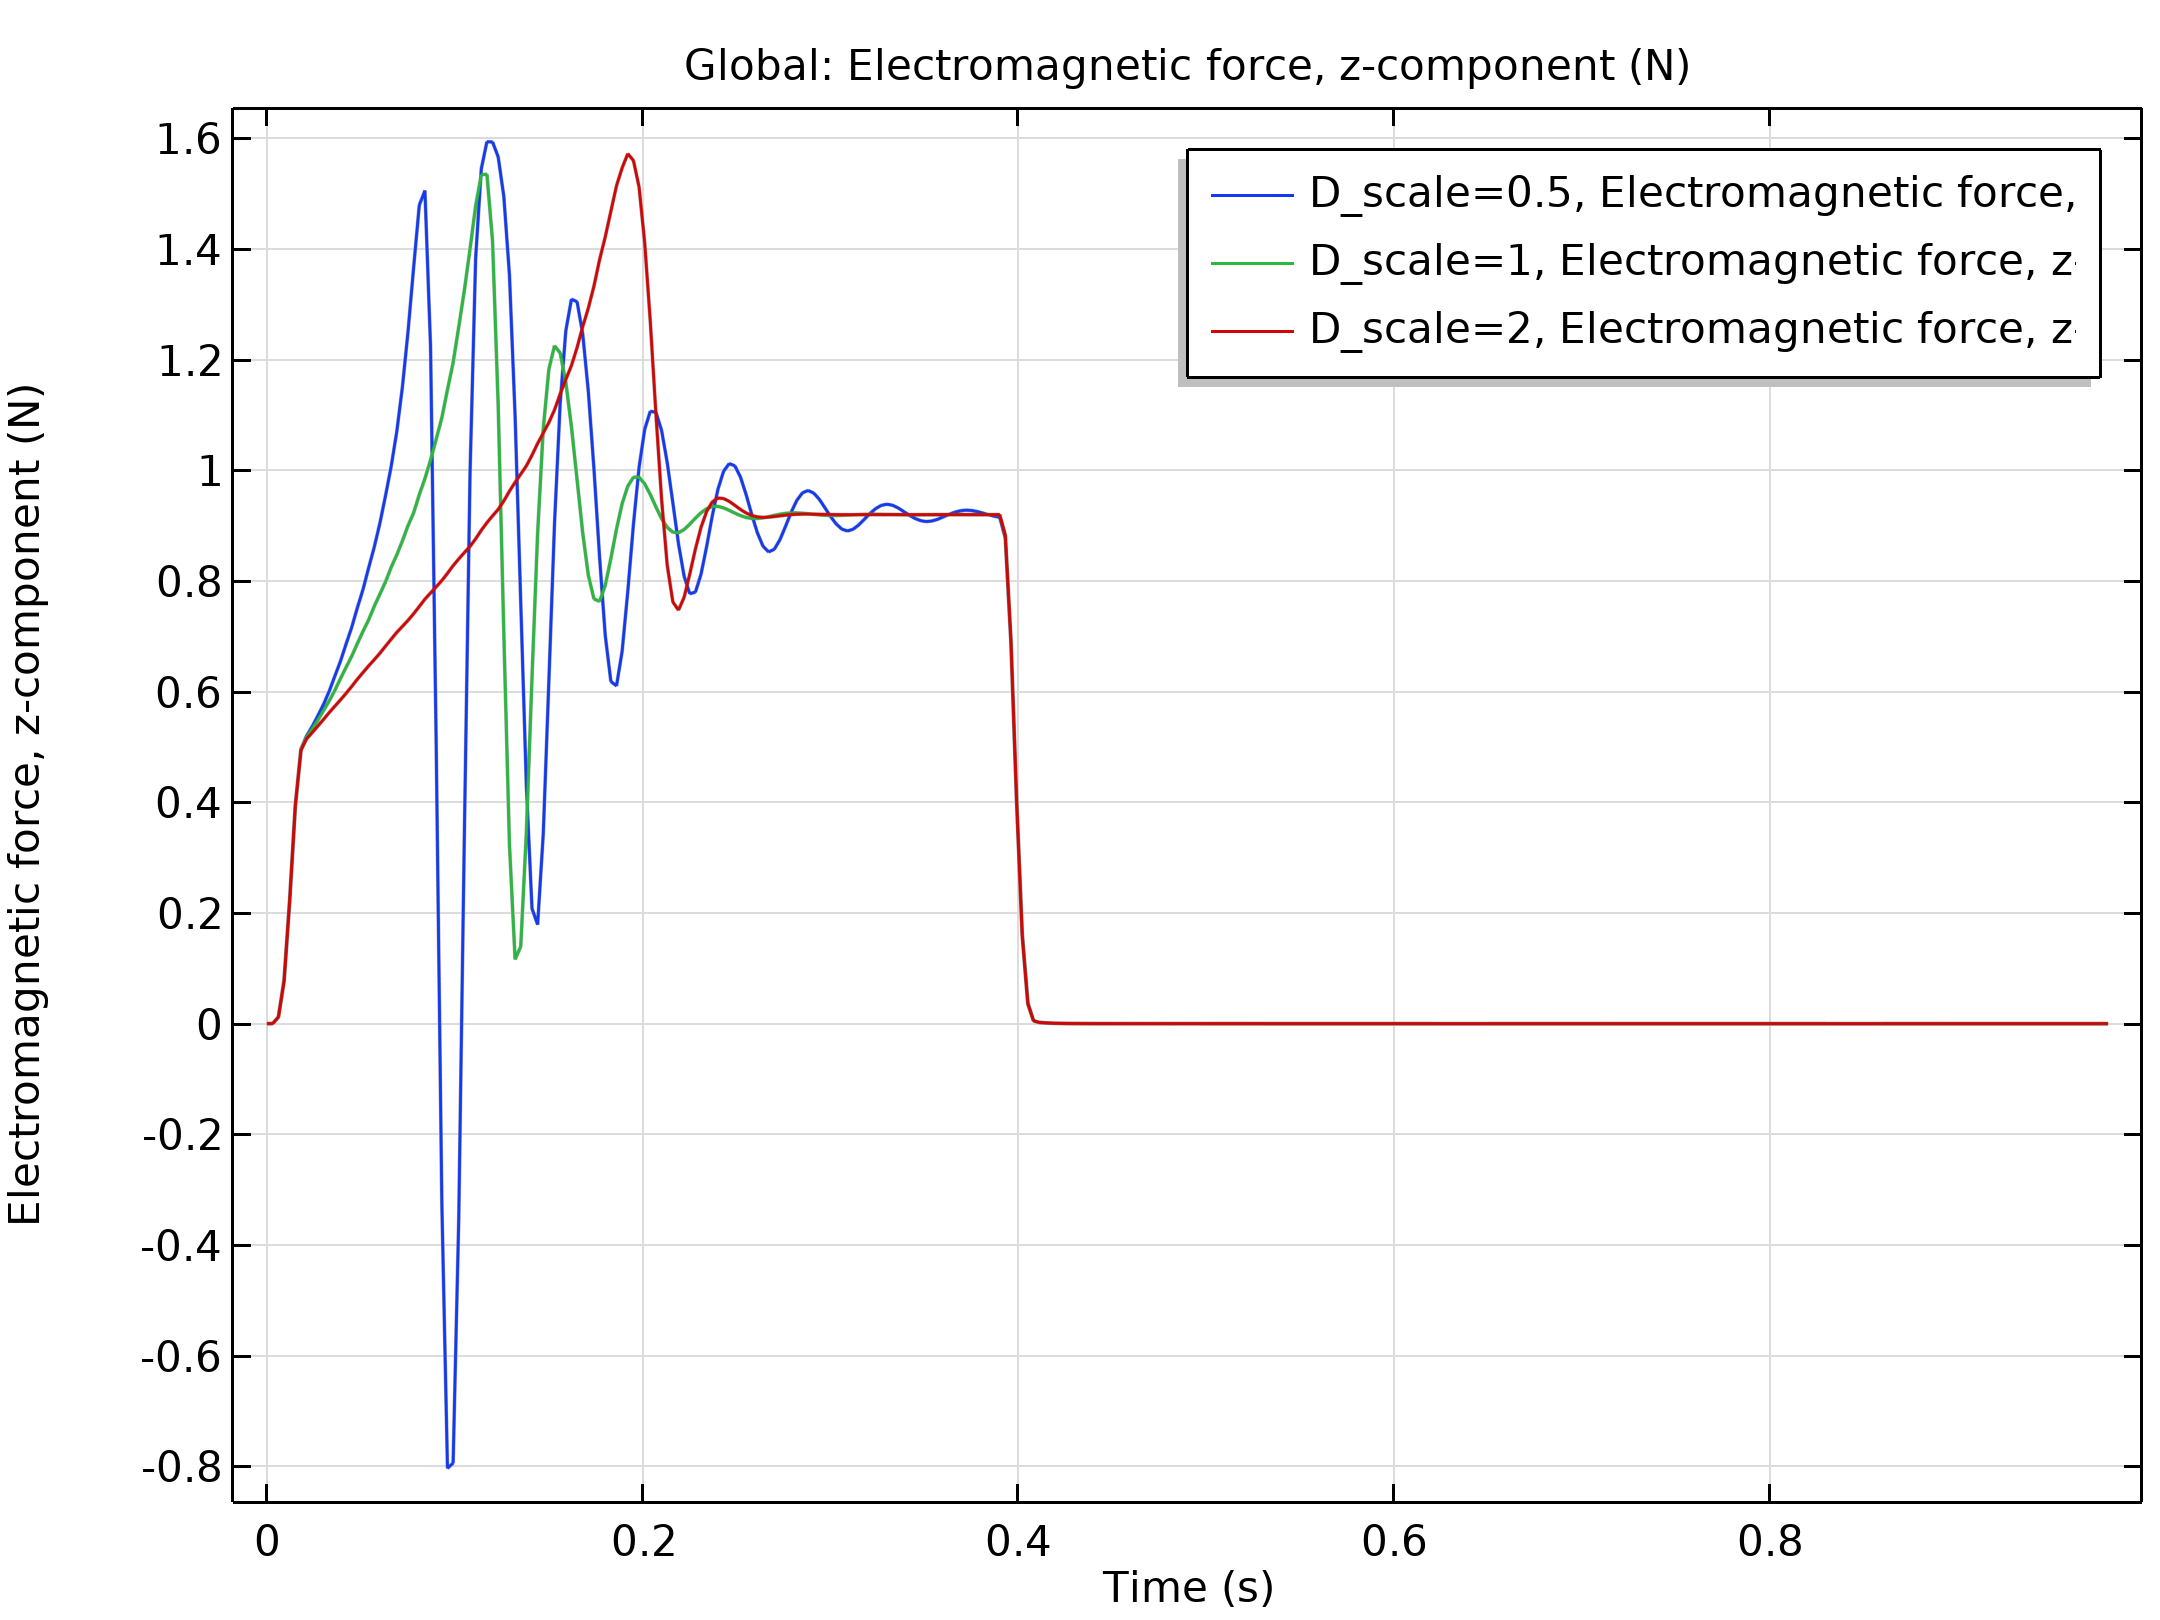 Global: Electromagnetic force, z-component (N)
Electromagnetic force, z-component (N)
1.6
1.4
1.2
1
0.8
0.6
0.4
0.2
0
-0.2
-0.4
-0.6
-0.8
D_scale=0.5, Electromagnetic force,
D_scale=1, Electromagnetic force, z-
D_scale=2, Electromagnetic force, z-
0 0.2 0.4 0.6 0.8
Time (s)